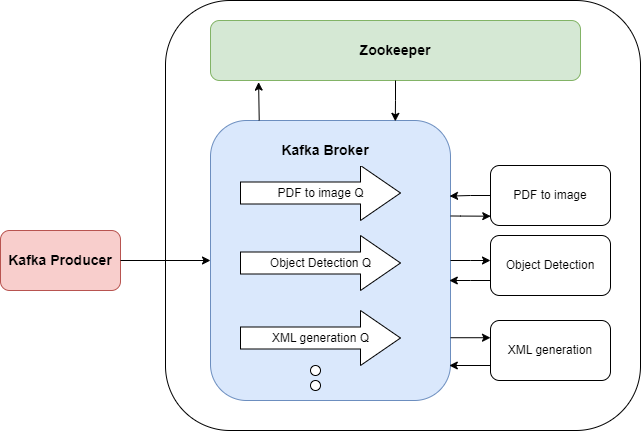 Zookeeper
Kafka Broker
PDF to image Q
PDF to image
Kafka Producer
Object Detection Q
Object Detection
XML generation Q
XML generation